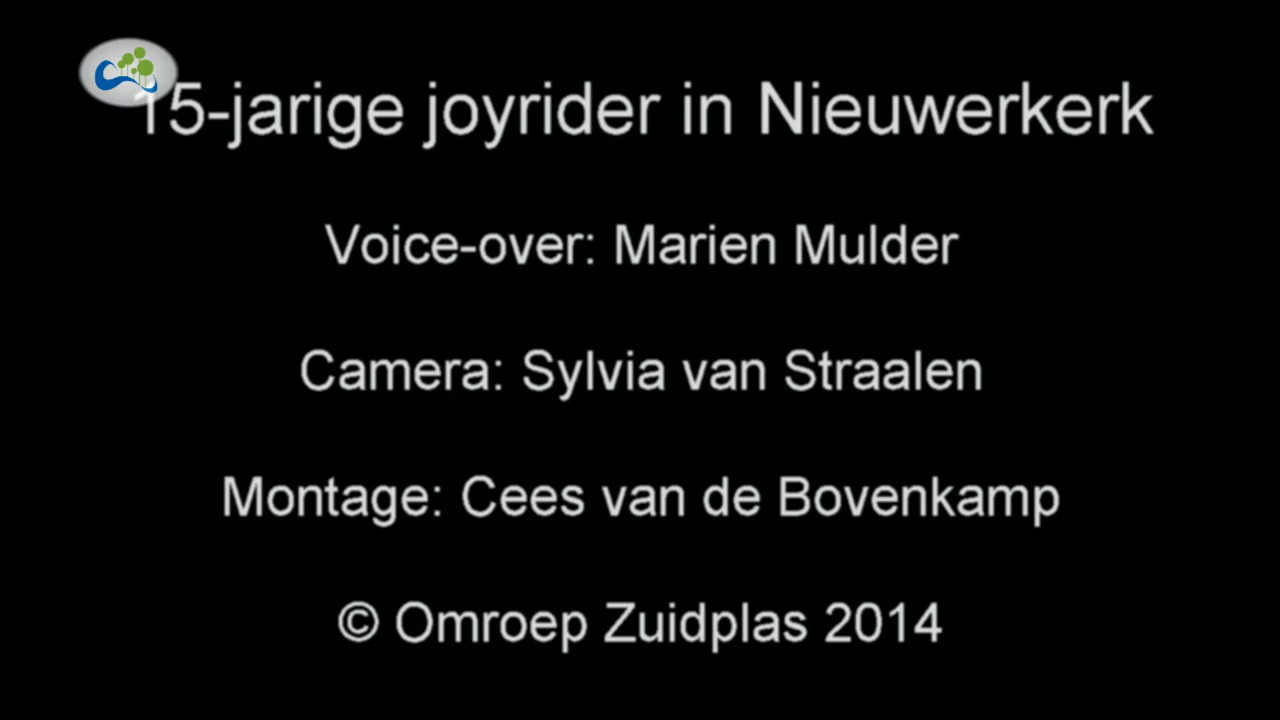 15-jarige joyrider in Nieuwerkerk
Voice-over: Marien Mulder
Camera: Sylvia van Straalen
Montage: Cees van de Bovenkamp
© Omroep Zuidplas 2014